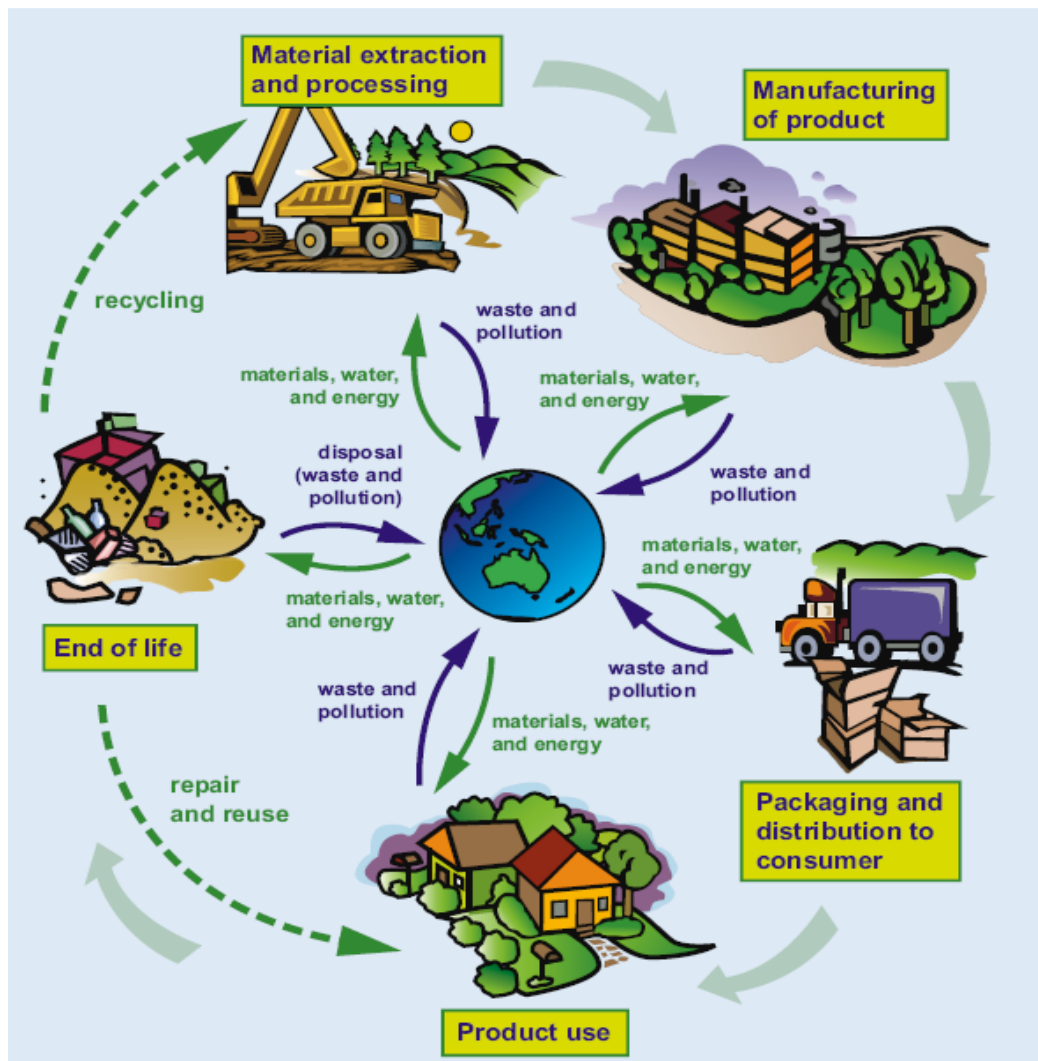 Material extraction
and processing
Manufacturing
of product
recycling
waste and
pollution
materials, water,
and energy
materials, water,
and energy
waste and
pollution
disposal
(waste and
pollution)
materials, water,
and energy
materials, water,
and energy
End of life
waste and
pollution
waste and
pollution
materials, water,
and energy
repair
and reuse
Packaging and
distribution to
consumer
Product use